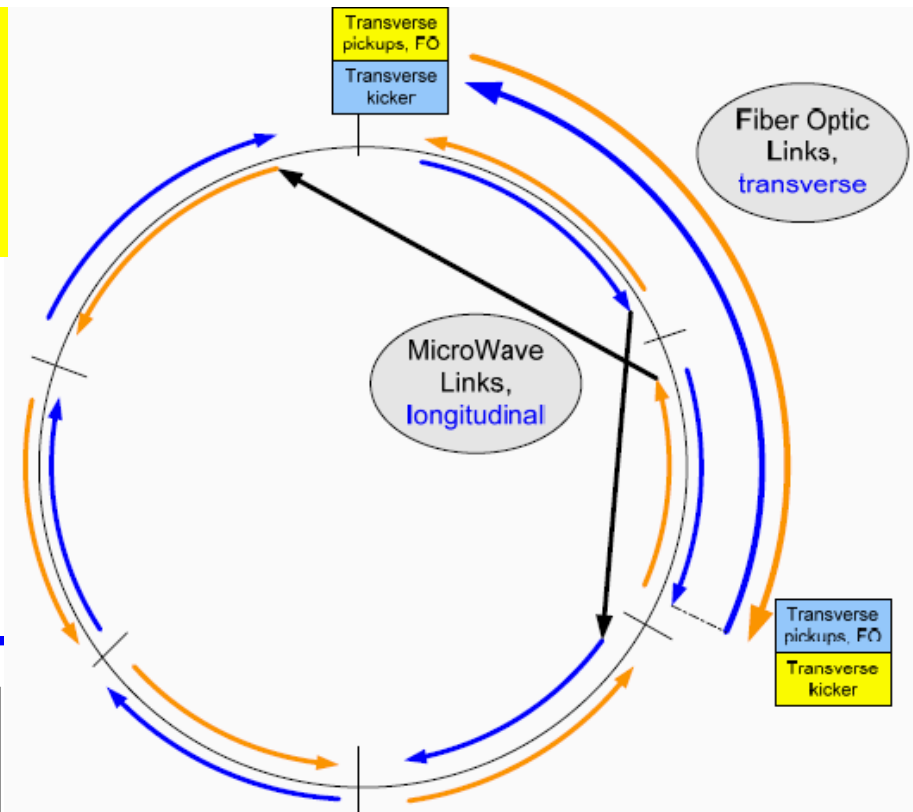 Transverse
pickups, FO
Transverse
kicker
Fiber Optic
Links,
transverse
MicroWave
Links,
longitudinal
Transverse
pickups, FO
Transverse
kicker